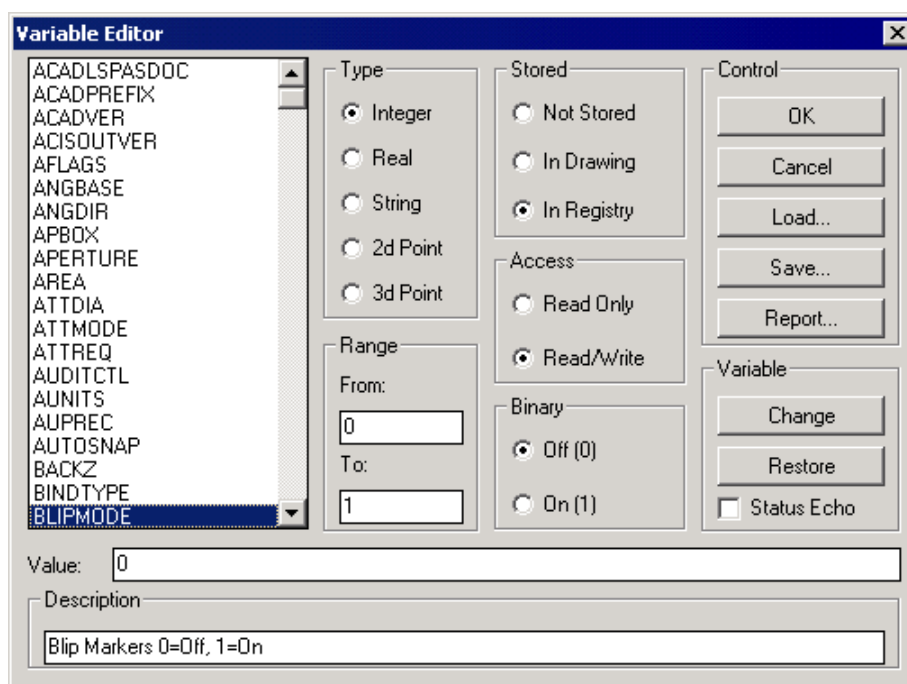 Variable Editor
ACADLSPASDOC
ACADPREFIX
ACADVER
ACISOUTVER
AFLAGS
ANGBASE
ANGDIR
APBOX
APERTURE
AREA
ATTDIA
ATTMODE
ATTREQ
AUDITCTL
AUNITS
AUPREC
AUTOSNAP
BACKZ
BINDTYPE
BLIPMODE
Type
Integer
Real
String
2d Point
3d Point
Range
From:
0
To:
1
Stored
Not Stored
In Drawing
In Registry
Access
Read Only
Read/Write
Binary
Off (0)
On (1)
Control
OK
Cancel
Load...
Save...
Report...
Variable
Change
Restore
Status Echo
Value: 0
Description
Blip Markers 0=Off, 1=On